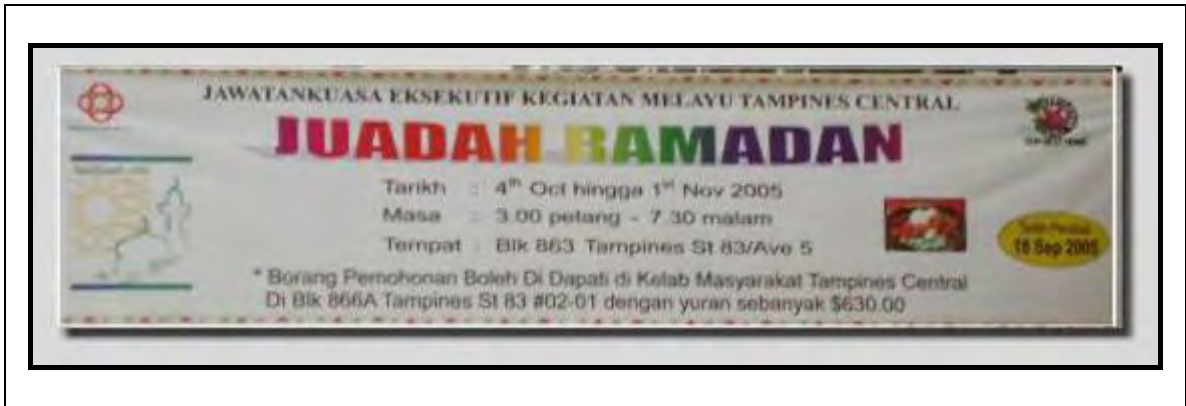 JAWATANKUASA EKSEKUTIF KEGIATAN MELAYU TAMPINES CENTRAL
JUADAH RAMADAN
Tarikh : 4th Oct hingga 1st Nov 2005
Masa : 3.00 petang - 7.30 malam
Tempat : Blk 863 Tampines St 83/Ave 5
18 Sep 2005
* Borang Permohonan Boleh Di Dapati di Kelab Masyarakat Tampines Central
Di Blk 866A Tampines St 83 #02-01 dengan yuran sebanyak $630.00